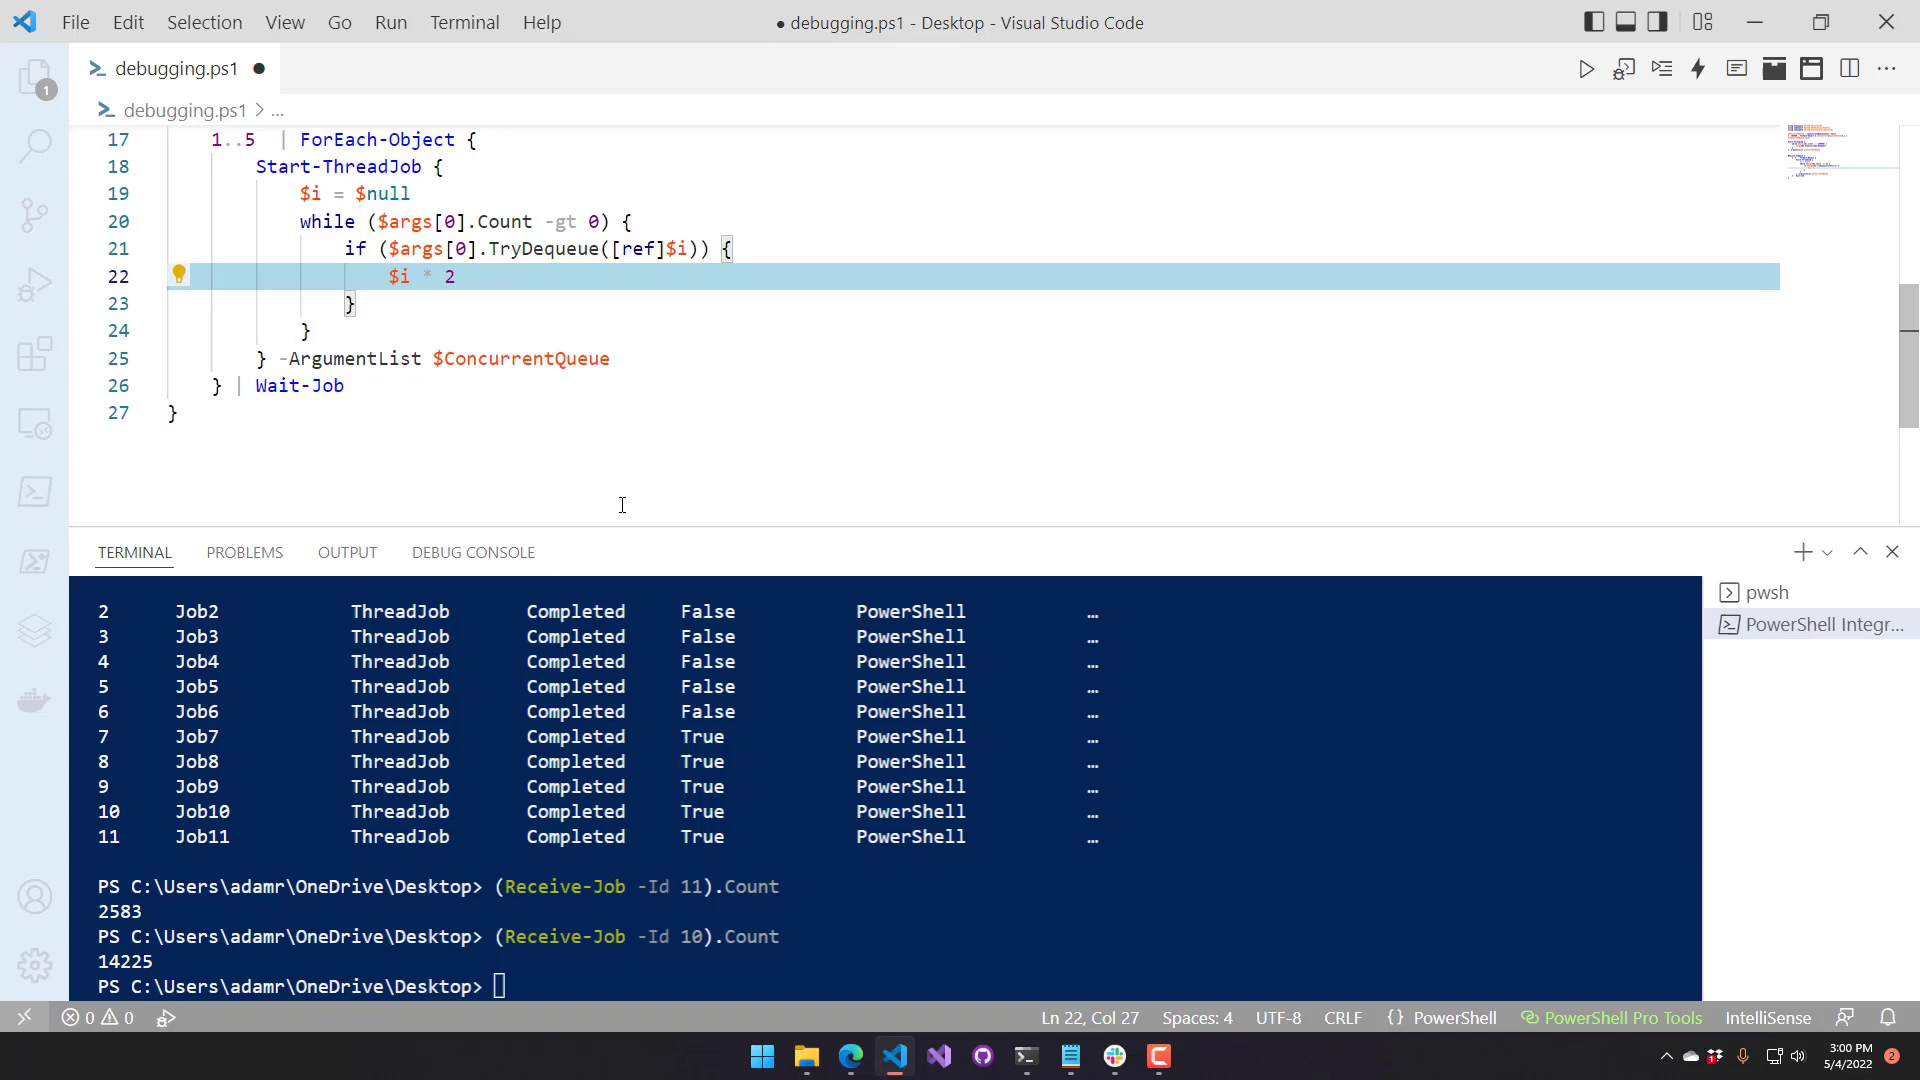 File Edit Selection View Go Run Terminal Help
● debugging.ps1 - Desktop - Visual Studio Code
1
debugging.ps1 ●
debugging.ps1 > ...
17 1..5 | ForEach-Object {
18 Start-ThreadJob {
19 $i = $null
20 while ($args[0].Count -gt 0) {
21 if ($args[0].TryDequeue([ref]$i)) {
22 $i * 2
23 }
24 }
25 } -ArgumentList $ConcurrentQueue
26 } | Wait-Job
27 }
TERMINAL PROBLEMS OUTPUT DEBUG CONSOLE
pwsh
PowerShell Integr...
2 Job2 ThreadJob Completed False PowerShell …
3 Job3 ThreadJob Completed False PowerShell …
4 Job4 ThreadJob Completed False PowerShell …
5 Job5 ThreadJob Completed False PowerShell …
6 Job6 ThreadJob Completed False PowerShell …
7 Job7 ThreadJob Completed True PowerShell …
8 Job8 ThreadJob Completed True PowerShell …
9 Job9 ThreadJob Completed True PowerShell …
10 Job10 ThreadJob Completed True PowerShell …
11 Job11 ThreadJob Completed True PowerShell …
PS C:\Users\adamr\OneDrive\Desktop> (Receive-Job -Id 11).Count
2583
PS C:\Users\adamr\OneDrive\Desktop> (Receive-Job -Id 10).Count
14225
PS C:\Users\adamr\OneDrive\Desktop>
0 0 Ln 22, Col 27 Spaces: 4 UTF-8 CRLF {} PowerShell PowerShell Pro Tools IntelliSense
3:00 PM
5/4/2022
2